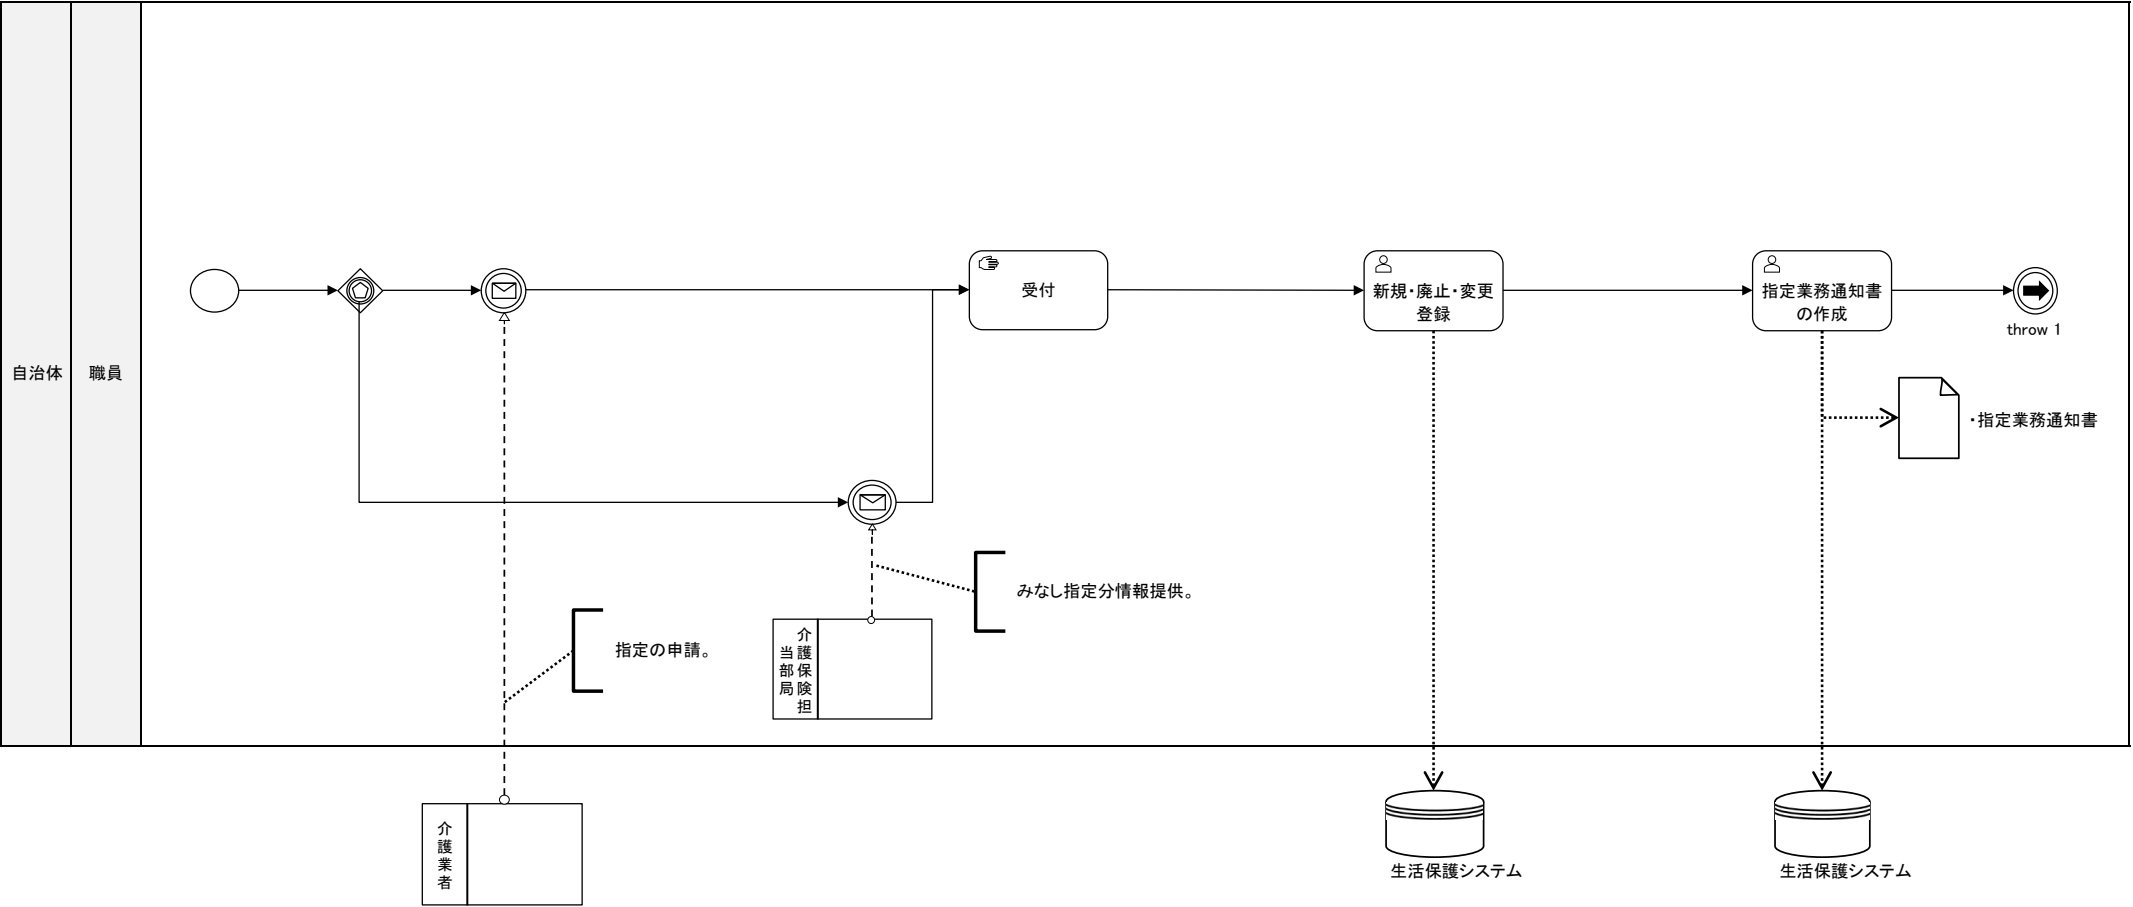 自治体
職員
受付
新規・廃止・変更
登録
指定業務通知書
の作成
throw 1
・指定業務通知書
みなし指定分情報提供。
指定の申請。
介護保険担
当部局
介護業者
生活保護システム
生活保護システム